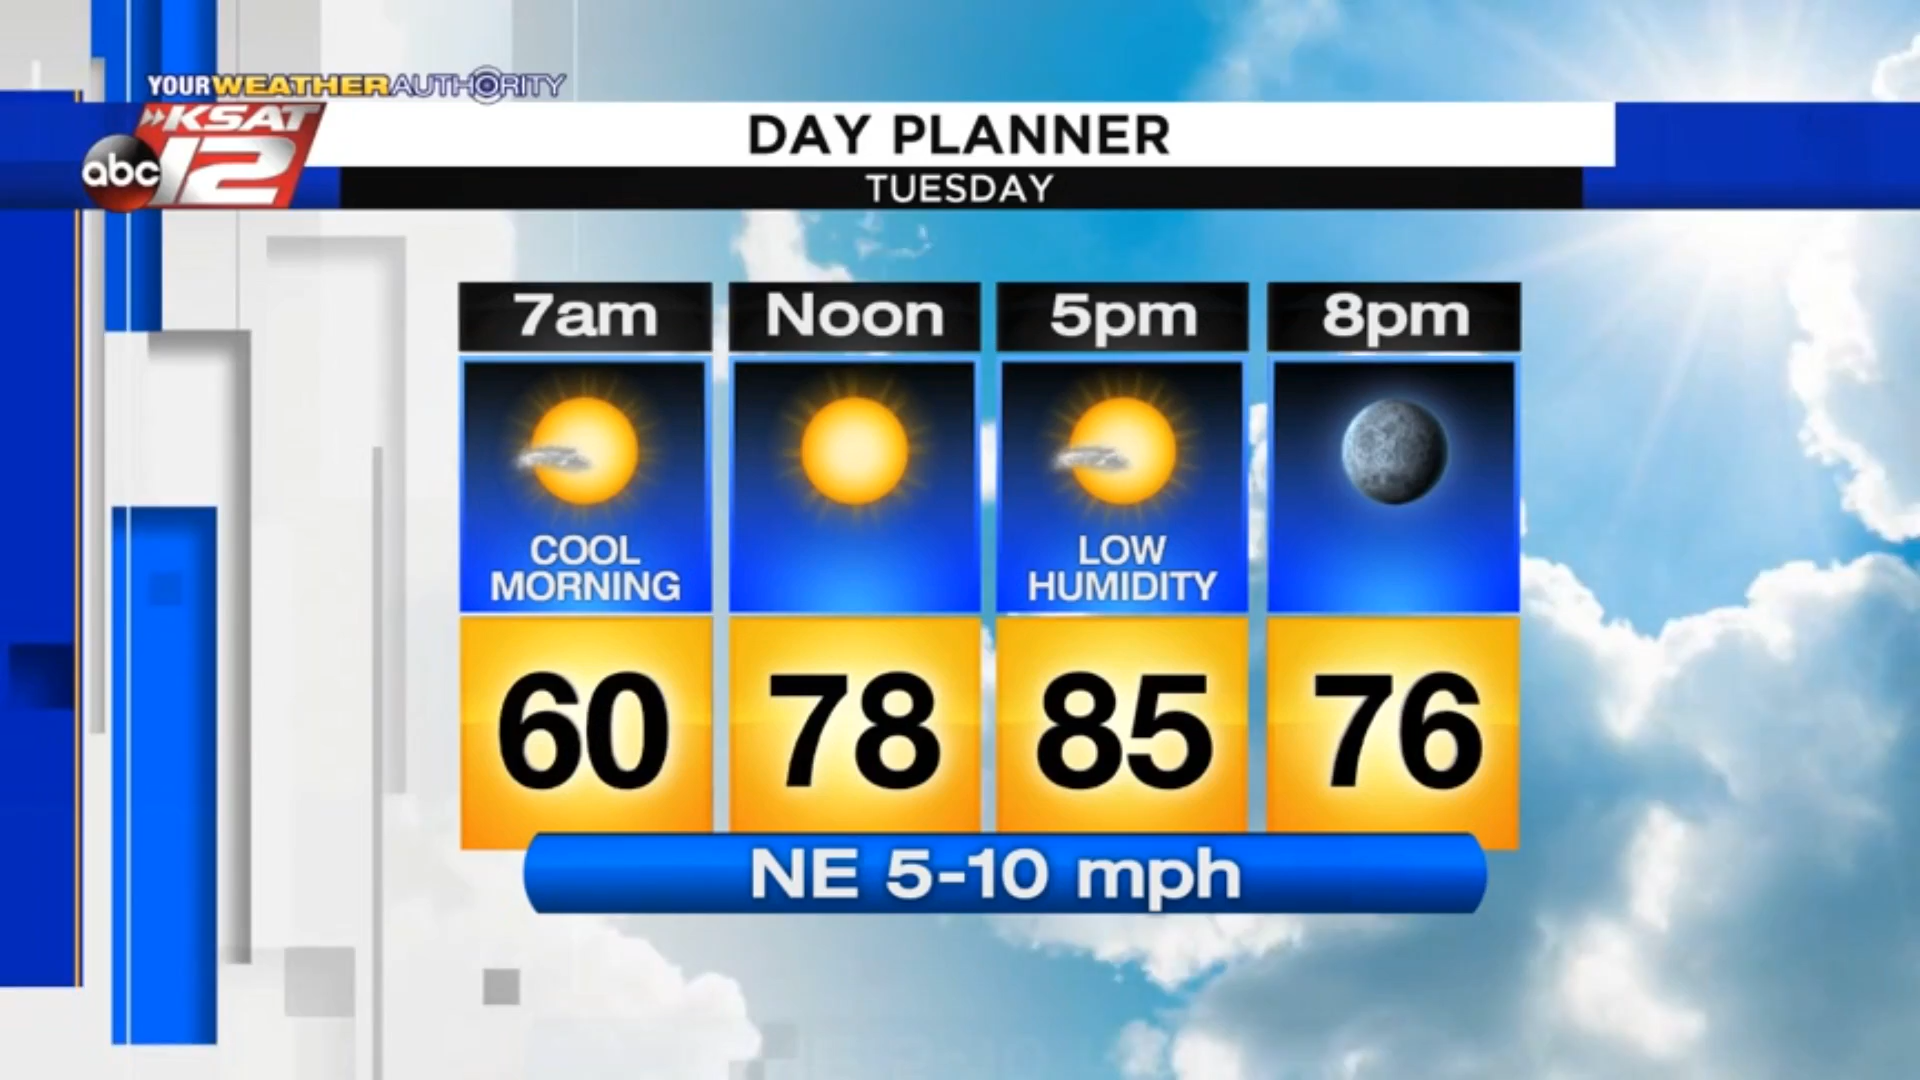 YOURWEATHERAUTHORITY
KSAT
abc 12
DAY PLANNER
TUESDAY
7am Noon 5pm 8pm
COOL
MORNING
LOW
HUMIDITY
60 78 85 76
NE 5-10 mph